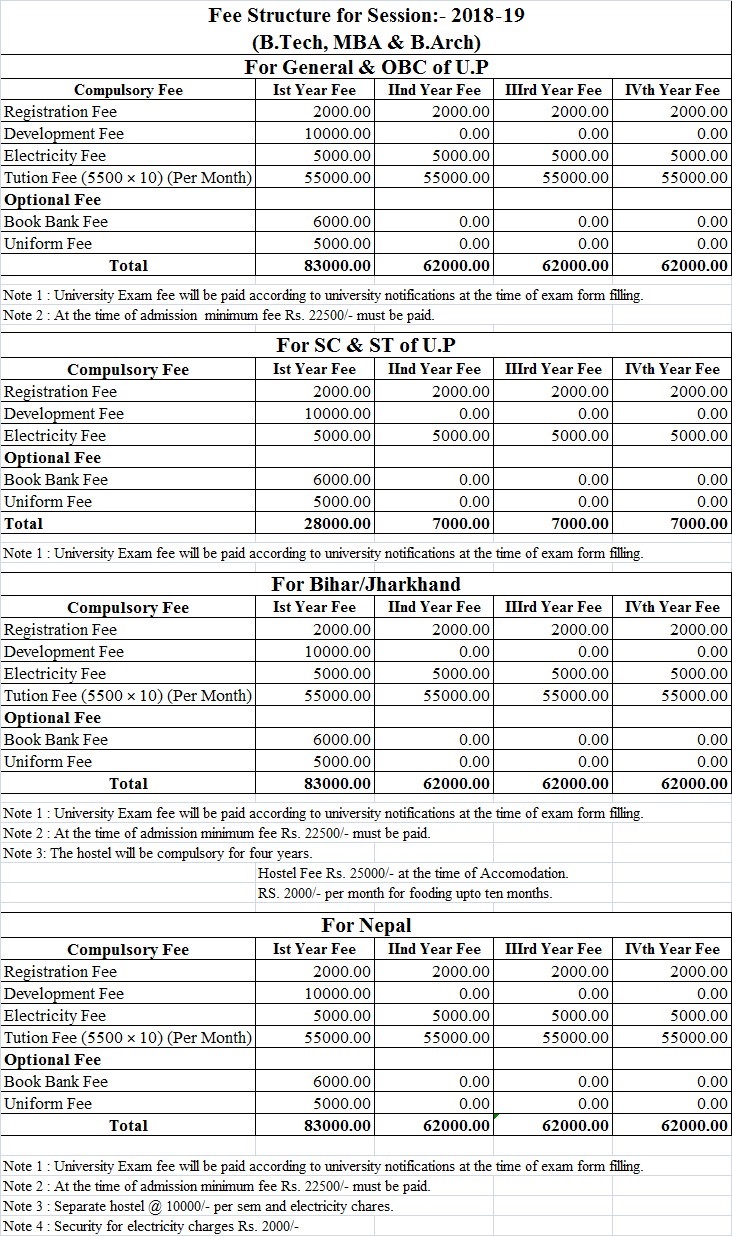 Fee Structure for Session:- 2018-19
(B.Tech, MBA & B.Arch)
For General & OBC of U.P
Compulsory Fee Ist Year Fee IInd Year Fee IIIrd Year Fee IVth Year Fee
Registration Fee 2000.00 2000.00 2000.00 2000.00
Development Fee 10000.00 0.00 0.00 0.00
Electricity Fee 5000.00 5000.00 5000.00 5000.00
Tution Fee (5500 × 10) (Per Month) 55000.00 55000.00 55000.00 55000.00
Optional Fee
Book Bank Fee 6000.00 0.00 0.00 0.00
Uniform Fee 5000.00 0.00 0.00 0.00
Total 83000.00 62000.00 62000.00 62000.00
Note 1 : University Exam fee will be paid according to university notifications at the time of exam form filling.
Note 2 : At the time of admission minimum fee Rs. 22500/- must be paid.
For SC & ST of U.P
Compulsory Fee Ist Year Fee IInd Year Fee IIIrd Year Fee IVth Year Fee
Registration Fee 2000.00 2000.00 2000.00 2000.00
Development Fee 10000.00 0.00 0.00 0.00
Electricity Fee 5000.00 5000.00 5000.00 5000.00
Optional Fee
Book Bank Fee 6000.00 0.00 0.00 0.00
Uniform Fee 5000.00 0.00 0.00 0.00
Total 28000.00 7000.00 7000.00 7000.00
Note 1 : University Exam fee will be paid according to university notifications at the time of exam form filling.
For Bihar/Jharkhand
Compulsory Fee Ist Year Fee IInd Year Fee IIIrd Year Fee IVth Year Fee
Registration Fee 2000.00 2000.00 2000.00 2000.00
Development Fee 10000.00 0.00 0.00 0.00
Electricity Fee 5000.00 5000.00 5000.00 5000.00
Tution Fee (5500 × 10) (Per Month) 55000.00 55000.00 55000.00 55000.00
Optional Fee
Book Bank Fee 6000.00 0.00 0.00 0.00
Uniform Fee 5000.00 0.00 0.00 0.00
Total 83000.00 62000.00 62000.00 62000.00
Note 1 : University Exam fee will be paid according to university notifications at the time of exam form filling.
Note 2 : At the time of admission minimum fee Rs. 22500/- must be paid.
Note 3: The hostel will be compulsory for four years.
Hostel Fee Rs. 25000/- at the time of Accomodation.
RS. 2000/- per month for fooding upto ten months.
For Nepal
Compulsory Fee Ist Year Fee IInd Year Fee IIIrd Year Fee IVth Year Fee
Registration Fee 2000.00 2000.00 2000.00 2000.00
Development Fee 10000.00 0.00 0.00 0.00
Electricity Fee 5000.00 5000.00 5000.00 5000.00
Tution Fee (5500 × 10) (Per Month) 55000.00 55000.00 55000.00 55000.00
Optional Fee
Book Bank Fee 6000.00 0.00 0.00 0.00
Uniform Fee 5000.00 0.00 0.00 0.00
Total 83000.00 62000.00 62000.00 62000.00
Note 1 : University Exam fee will be paid according to university notifications at the time of exam form filling.
Note 2 : At the time of admission minimum fee Rs. 22500/- must be paid.
Note 3 : Separate hostel @ 10000/- per sem and electricity chares.
Note 4 : Security for electricity charges Rs. 2000/-